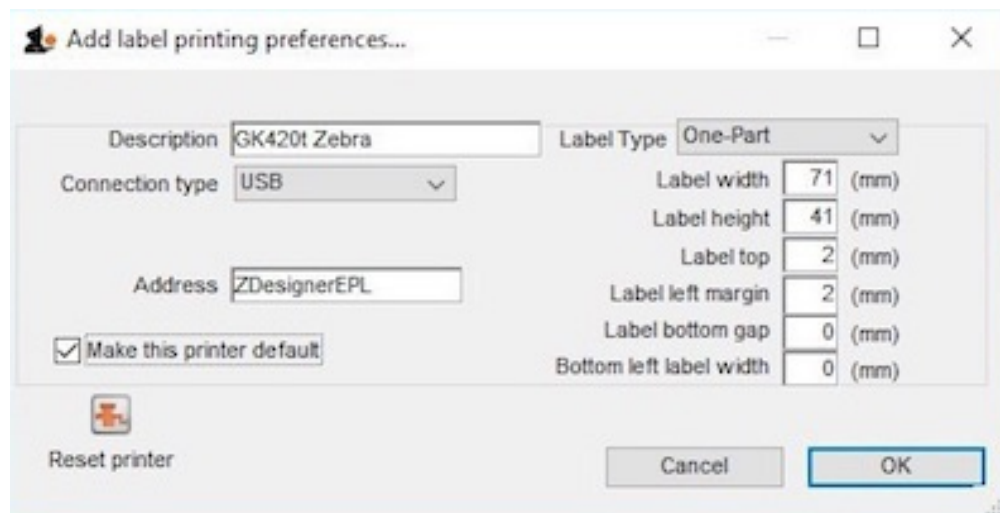 Add label printing preferences...
Description GK420t Zebra Label Type One-Part
Connection type USB Label width 71 (mm)
Label height 41 (mm)
Label top 2 (mm)
Address ZDesignerEPL Label left margin 2 (mm)
Label bottom gap 0 (mm)
Make this printer default
Bottom left label width 0 (mm)
Reset printer
Cancel OK